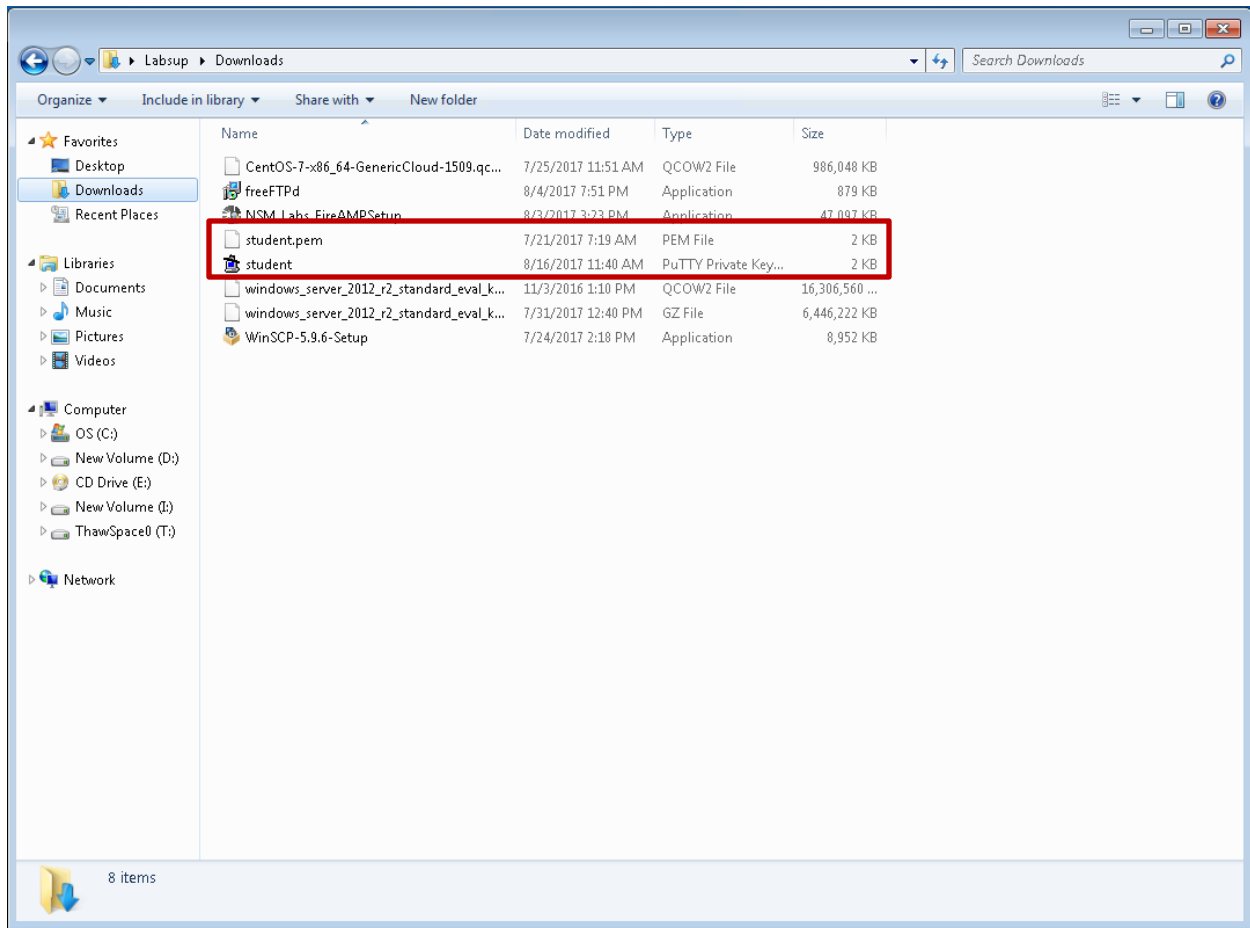 Labsup Downloads
Search Downloads
Organize Include in library Share with New folder
Favorites
Desktop
Downloads
Recent Places
Libraries
Documents
Music
Pictures
Videos
Computer
OS (C:)
New Volume (D:)
CD Drive (E:)
New Volume (I:)
ThawSpace0 (T:)
Network
Name Date modified Type Size
CentOS-7-x86_64-GenericCloud-1509.qc... 7/25/2017 11:51 AM QCOW2 File 986,048 KB
freeFTPd 8/4/2017 7:51 PM Application 879 KB
NSM_Labs_FireAMPSetup 8/3/2017 3:23 PM Application 47,097 KB
student.pem 7/21/2017 7:19 AM PEM File 2 KB
student 8/16/2017 11:40 AM PuTTY Private Key... 2 KB
windows_server_2012_r2_standard_eval_k... 11/3/2016 1:10 PM QCOW2 File 16,306,560 ...
windows_server_2012_r2_standard_eval_k... 7/31/2017 12:40 PM GZ File 6,446,222 KB
WinSCP-5.9.6-Setup 7/24/2017 2:18 PM Application 8,952 KB
8 items